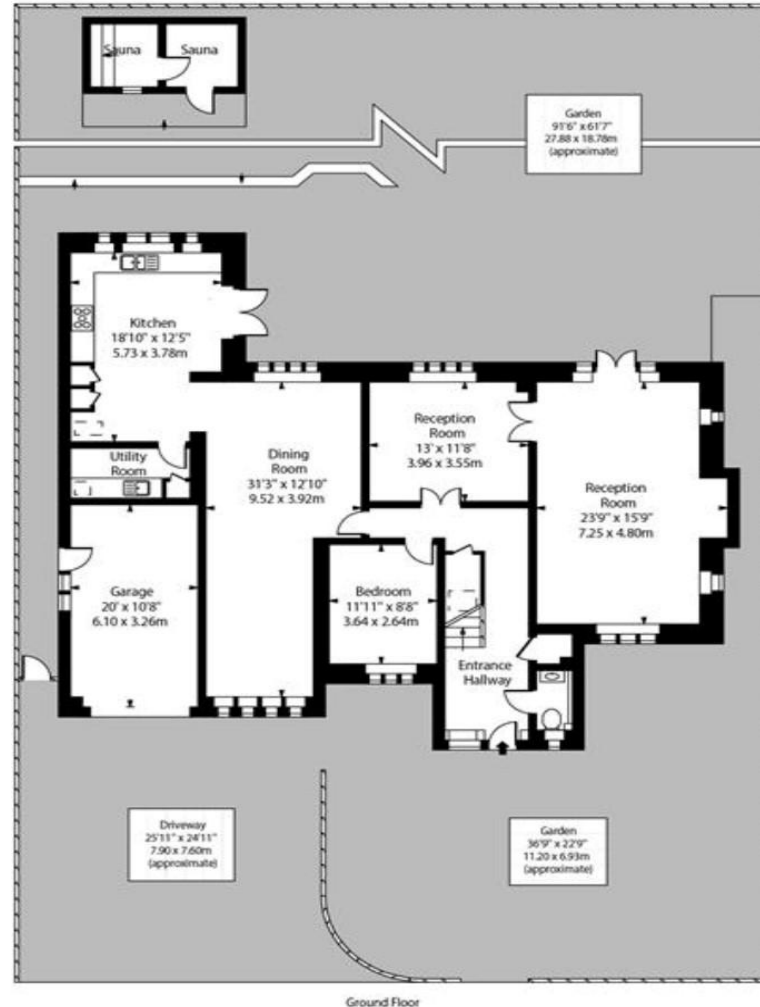 Sauna
Sauna
Garden
91'6" x 61'7"
27.88 x 18.78m
(approximate)
Kitchen
18'10" x 12'5"
5.73 x 3.78m
Utility
Room
Dining
Room
31'3" x 12'10"
9.52 x 3.92m
Reception
Room
13' x 11'8"
3.96 x 3.55m
Reception
Room
23'9" x 15'9"
7.25 x 4.80m
Garage
20' x 10'8"
6.10 x 3.26m
Bedroom
11'11" x 8'8"
3.64 x 2.64m
Entrance
Hallway
Driveway
25'11" x 24'11"
7.90 x 7.60m
(approximate)
Garden
36'9" x 22'9"
11.20 x 6.93m
(approximate)
Ground Floor